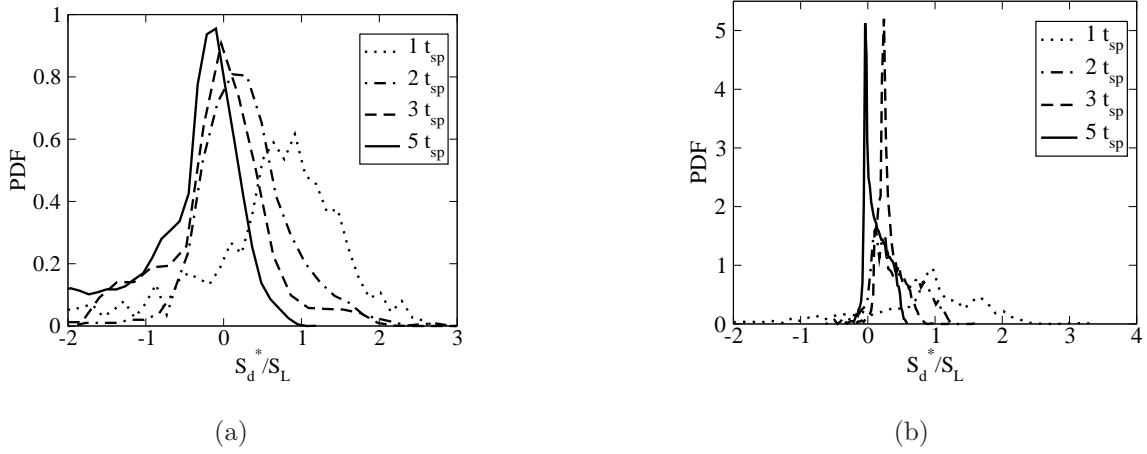 1 t_sp
2 t_sp
3 t_sp
5 t_sp
PDF
1
0.8
0.6
0.4
0.2
0
-2 -1 0 1 2 3
S_d^*/S_L
(a)
1 t_sp
2 t_sp
3 t_sp
5 t_sp
PDF
5
4
3
2
1
0
-2 -1 0 1 2 3 4
S_d^*/S_L
(b)